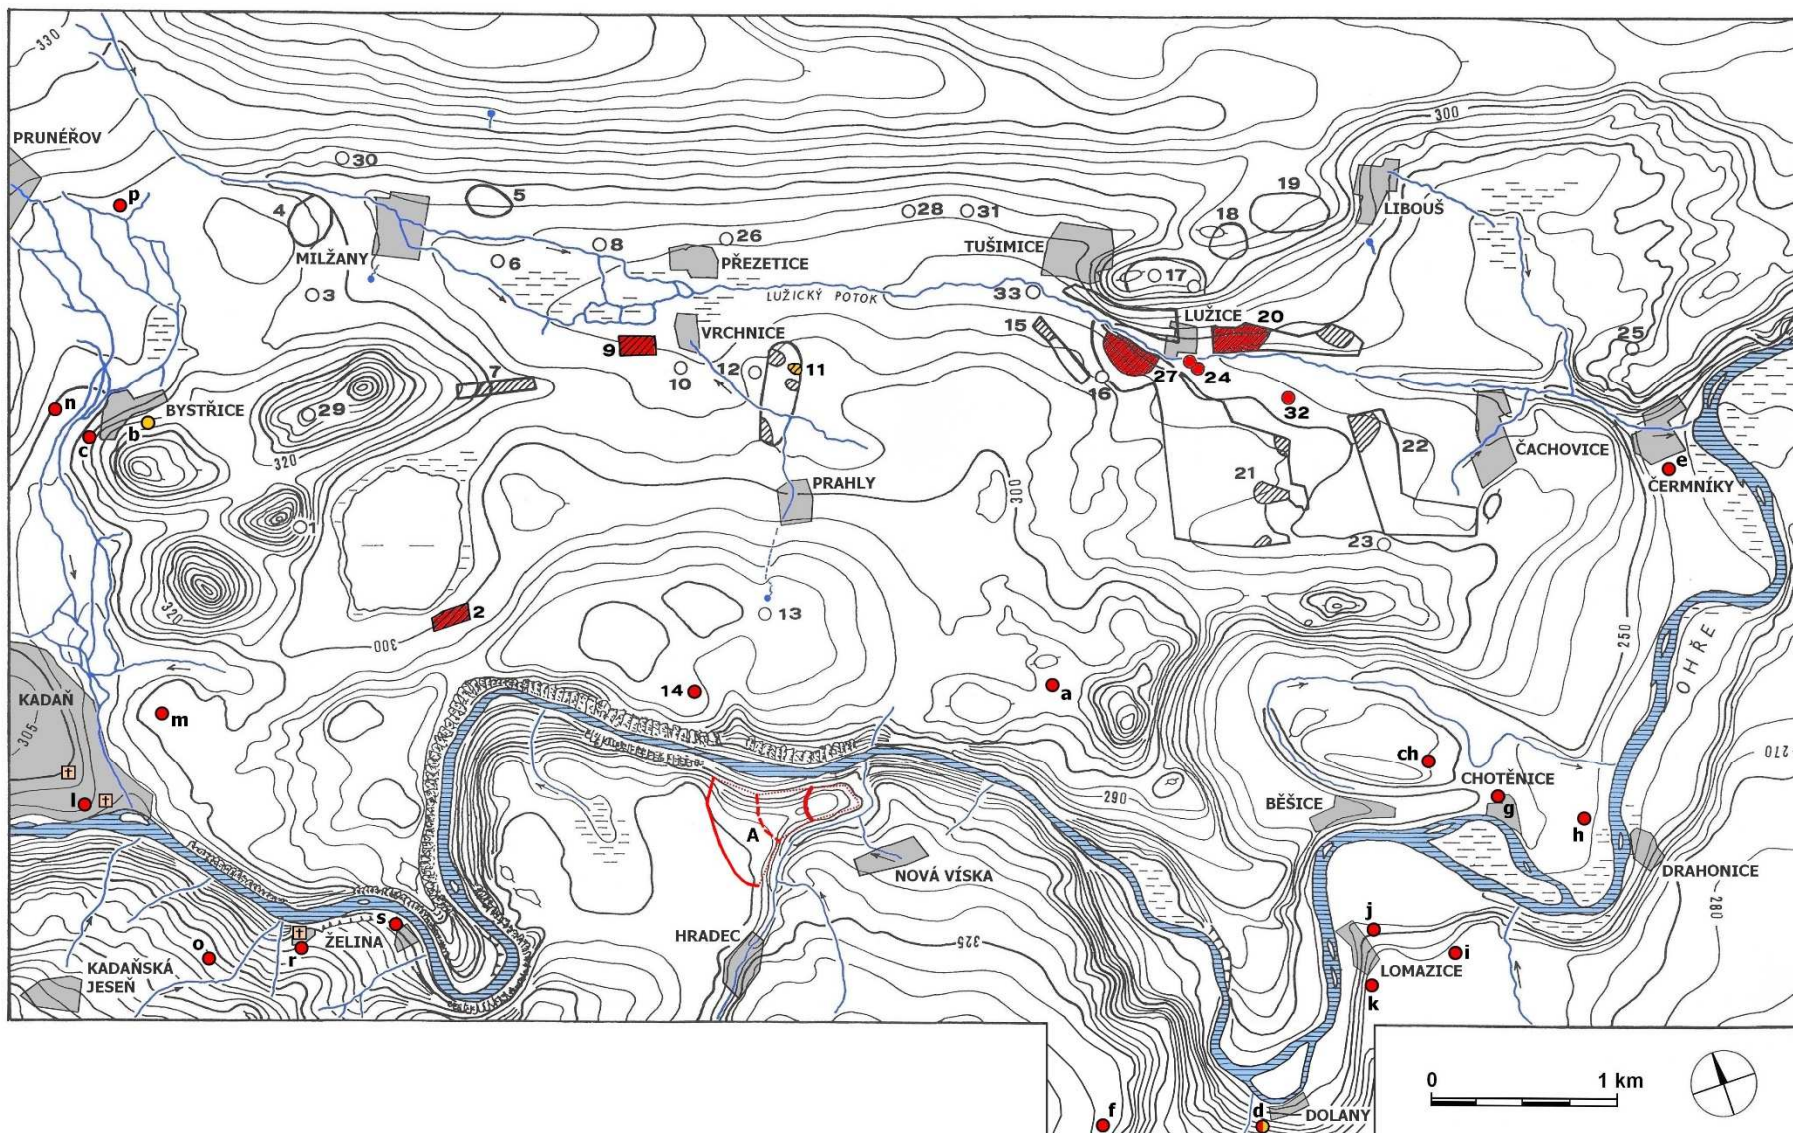 330
300
PRUNÉŘOV
30
p
4
5
19
LIBOUŠ
28
31
18
8
26
TUŠIMICE
MILŽANY
6
PŘEZETICE
17
3
LUŽICKÝ POTOK
33
LUŽICE
20
15
VRCHNICE
25
9
10
12
11
27
24
7
16
32
n
BYSTŘICE
29
b
c
22
ČACHOVICE
320
e
21
ČERMNÍKY
PRAHLY
300
1
23
320
2
13
250
300
OHŘE
KADAŇ
14
a
m
305
270
ch
CHOTĚNICE
l
290
BĚŠICE
g
h
A
NOVÁ VÍSKA
DRAHONICE
280
s
j
HRADEC
325
ŽELINA
o
r
i
KADAŇSKÁ
JESEŇ
LOMAZICE
k
0
1 km
f
d
DOLANY